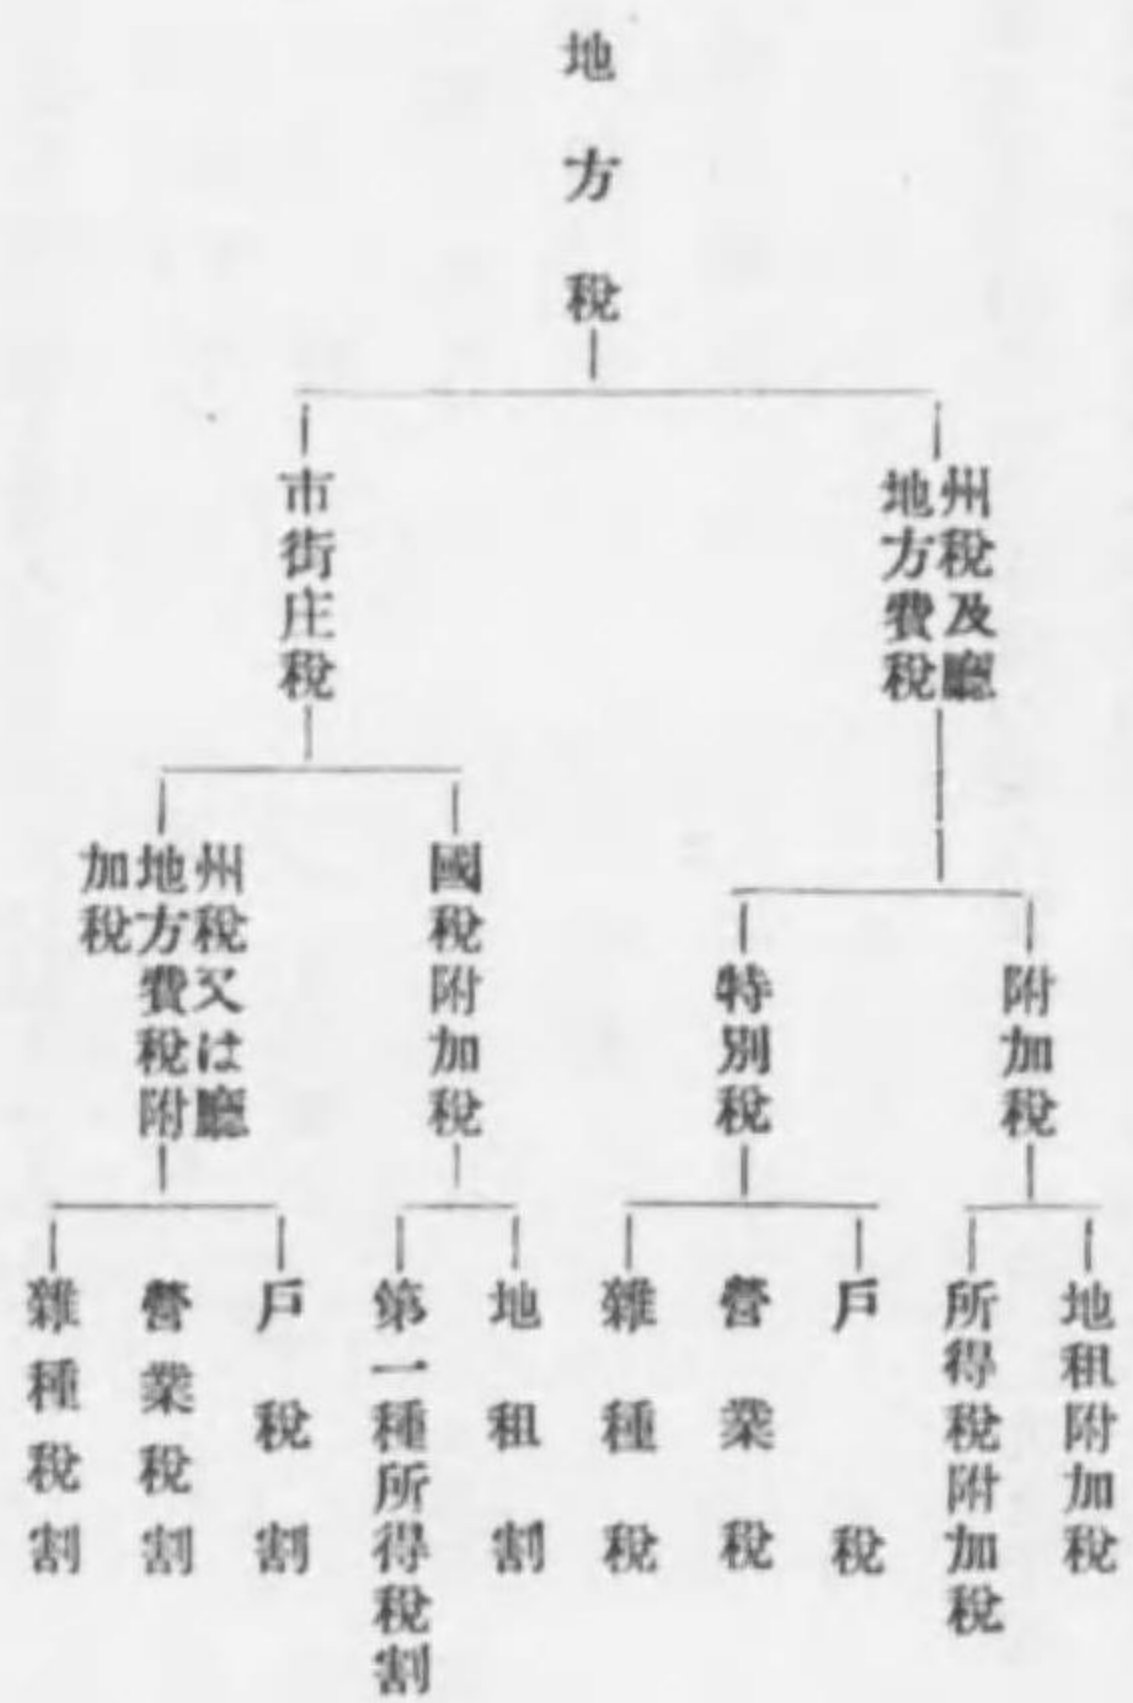 地方稅
州稅及廳
地方費稅
附加稅
地租附加稅
所得稅附加稅
特別稅
戶稅
營業稅
雜種稅
市街庄稅
國稅附加稅
地租割
第一種所得稅割
州稅又は廳
地方費稅附
加稅
戶稅割
營業稅割
雜種稅割